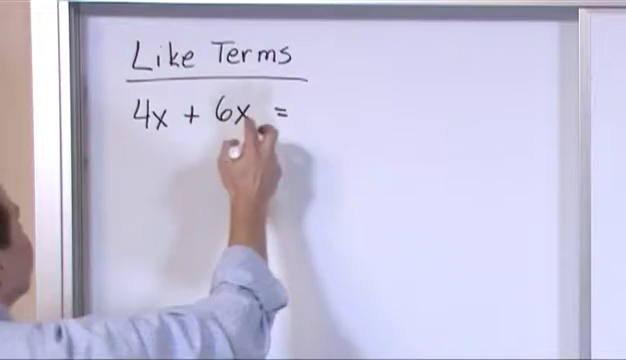 Like Terms
4x + 6x =